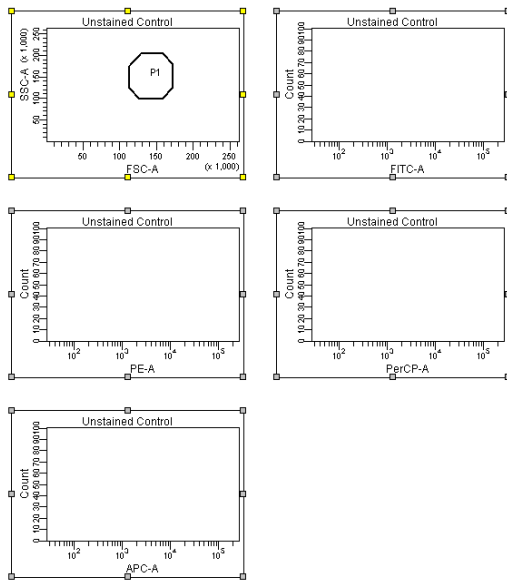 Unstained Control
SSC-A (x 1,000)
50 100 150 200 250
P1
50 100 150 200 250
(x 1,000)
FSC-A
Unstained Control
Count
0 10 20 30 40 50 60 70 80 90 100
10² 10³ 10⁴ 10⁵
FITC-A
Unstained Control
Count
0 10 20 30 40 50 60 70 80 90 100
10² 10³ 10⁴ 10⁵
PE-A
Unstained Control
Count
0 10 20 30 40 50 60 70 80 90 100
10² 10³ 10⁴ 10⁵
PerCP-A
Unstained Control
Count
0 10 20 30 40 50 60 70 80 90 100
10² 10³ 10⁴ 10⁵
APC-A